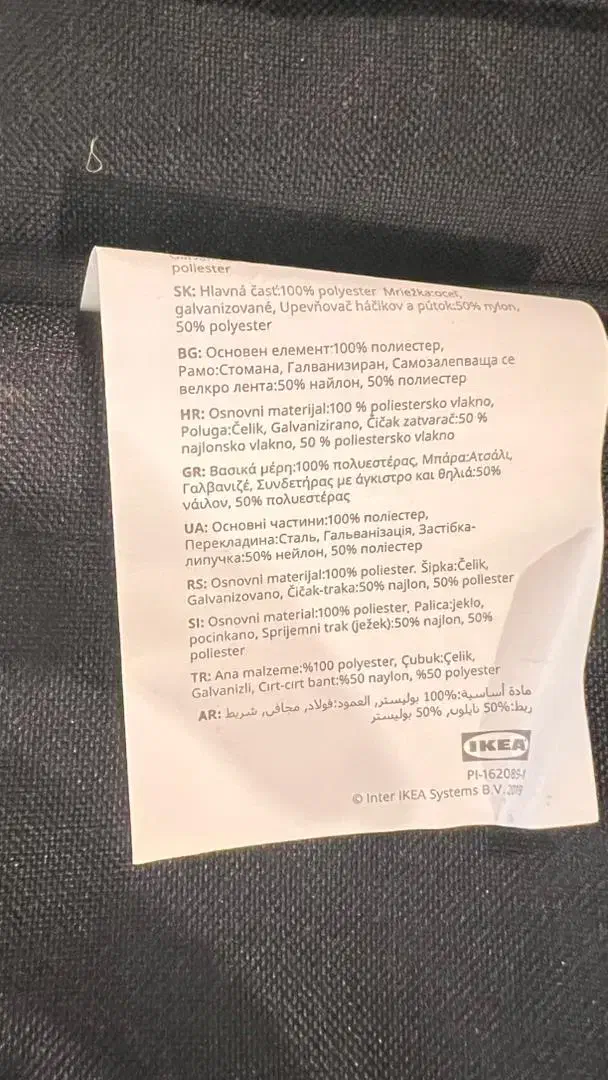 poliester
SK: Hlavná časť:100% polyester Mriežka:oceľ,
galvanizované, Upevňovač háčikov a pútok:50% nylon,
50% polyester
BG: Основен елемент:100% полиестер,
Рамо:Стомана, Галванизиран, Самозалепваща се
велкро лента:50% найлон, 50% полиестер
HR: Osnovni materijal:100 % poliestersko vlakno,
Poluga:Čelik, Galvanizirano, Čičak zatvarač:50 %
najlonsko vlakno, 50 % poliestersko vlakno
GR: Βασικά μέρη:100% πολυεστέρας, Μπάρα:Ατσάλι,
Γαλβανιζέ, Συνδετήρας με άγκιστρο και θηλιά:50%
νάιλον, 50% πολυεστέρας
UA: Основні частини:100% поліестер,
Перекладина:Сталь, Гальванізація, Застібка-
липучка:50% нейлон, 50% поліестер
RS: Osnovni materijal:100% poliester. Šipka:Čelik,
Galvanizovano, Čičak-traka:50% najlon, 50% poliester
SI: Osnovni material:100% poliester, Palica:jeklo,
pocinkano, Sprijemni trak (ježek):50% najlon, 50%
poliester
TR: Ana malzeme:%100 polyester, Çubuk:Çelik,
Galvanizli, Cırt-cırt bant:%50 naylon, %50 polyester
AR: مادة أساسية:%100 بوليستر, العمود:فولاذ, مجلفن, شريط
ربط:%50 نايلون, %50 بوليستر
IKEA
PI-162089-1
© Inter IKEA Systems B.V. 2019